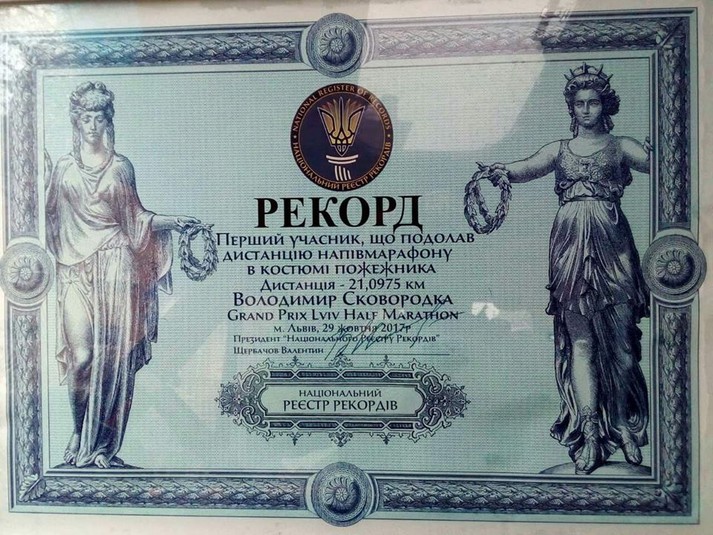 NATIONAL REGISTER OF RECORDS
НАЦІОНАЛЬНИЙ РЕЄСТР РЕКОРДІВ
РЕКОРД
Перший учасник, що подолав
дистанцію напівмарафону
в костюмі пожежника
Дистанція - 21,0975 км
Володимир Сковородка
Grand Prix Lviv Half Marathon
м. Львів, 29 жовтня 2017р
Президент "Національного Реєстру Рекордів"
Щербачов Валентин
НАЦІОНАЛЬНИЙ
РЕЄСТР РЕКОРДІВ